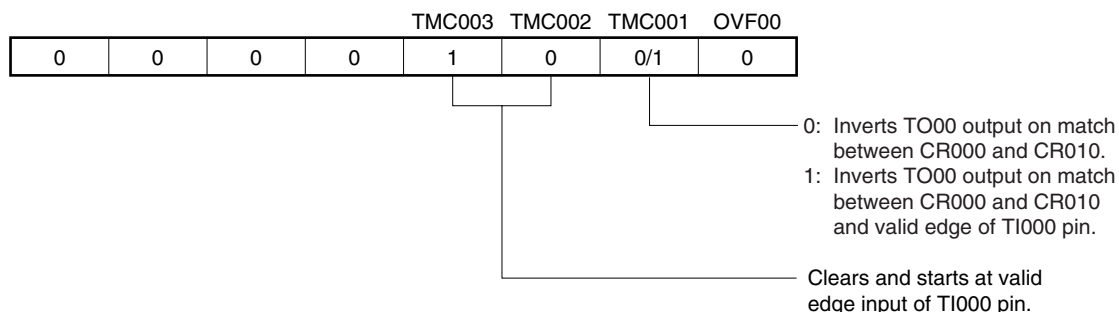 TMC003 TMC002 TMC001 OVF00
0 0 0 0 1 0 0/1 0
0: Inverts TO00 output on match
between CR000 and CR010.
1: Inverts TO00 output on match
between CR000 and CR010
and valid edge of TI000 pin.
Clears and starts at valid
edge input of TI000 pin.